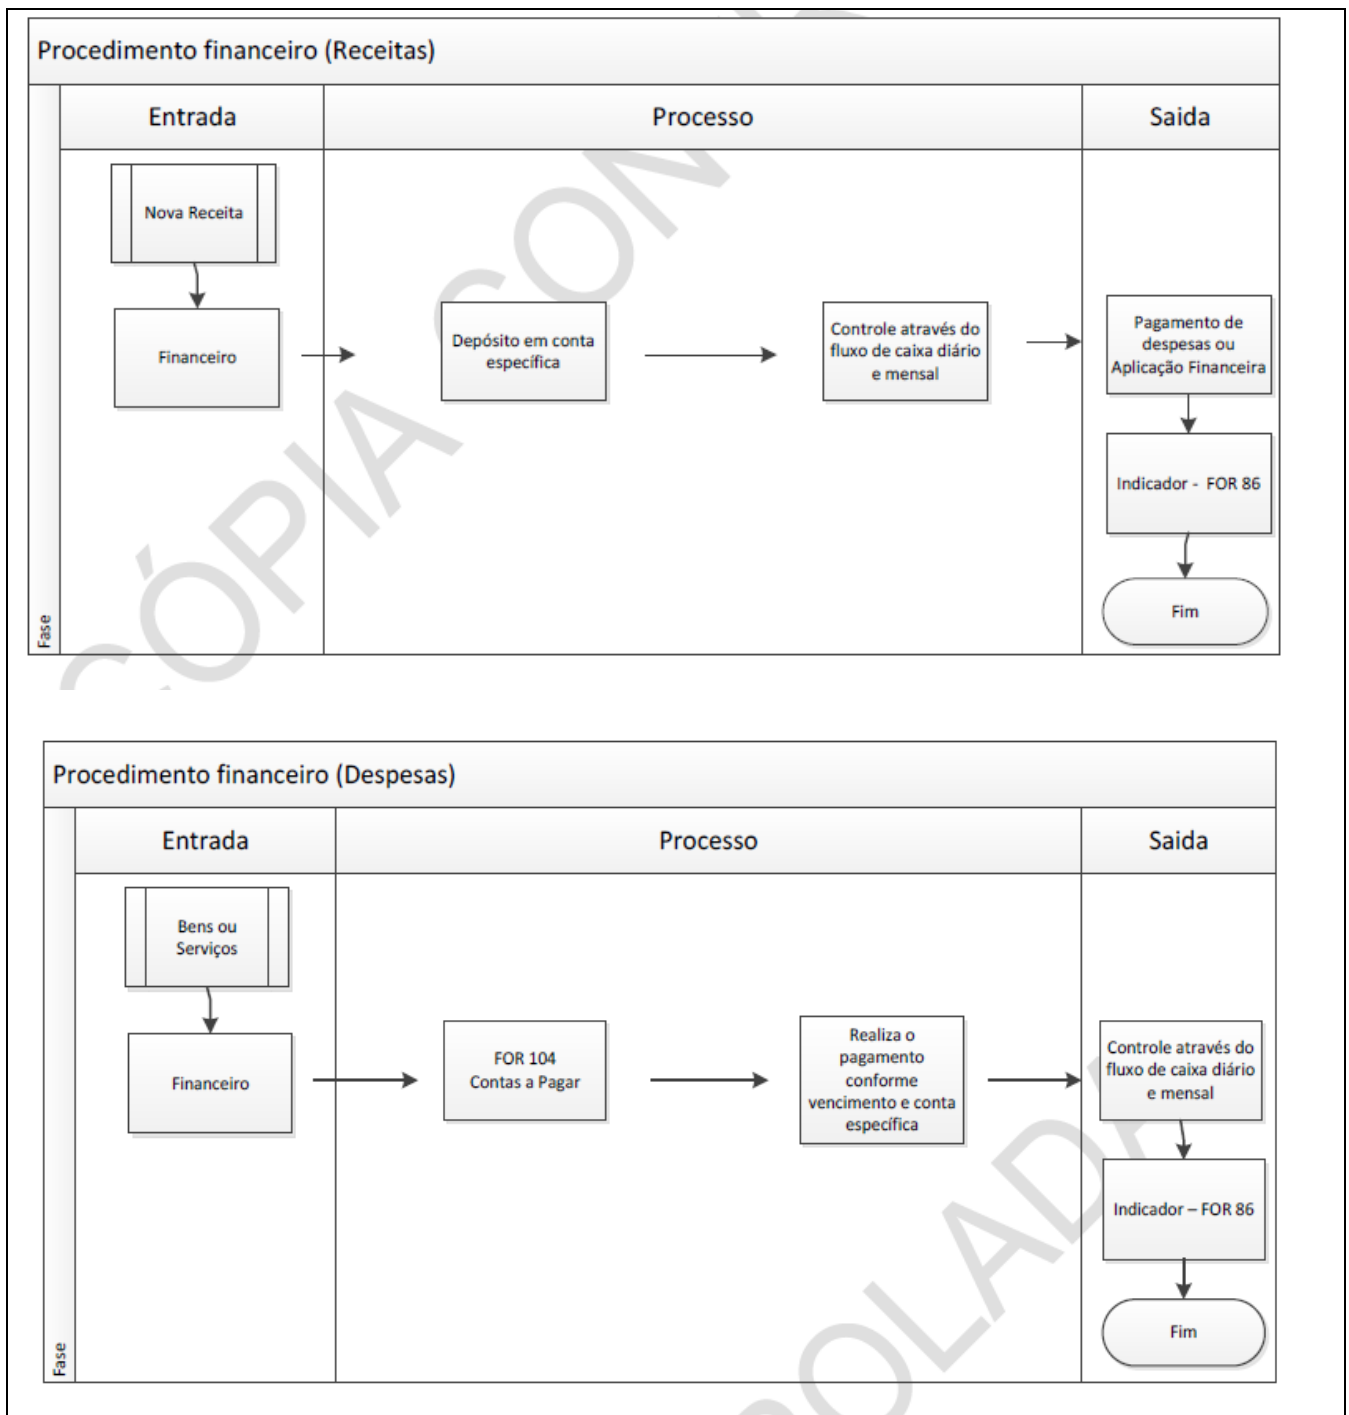 Procedimento financeiro (Receitas)
Entrada
Processo
Saida
Fase
Nova Receita
Financeiro
Depósito em conta
específica
Controle através do
fluxo de caixa diário
e mensal
Pagamento de
despesas ou
Aplicação Financeira
Indicador - FOR 86
Fim
CÓPIA CON
Procedimento financeiro (Despesas)
Entrada
Processo
Saida
Fase
Bens ou
Serviços
Financeiro
FOR 104
Contas a Pagar
Realiza o
pagamento
conforme
vencimento e conta
específica
Controle através do
fluxo de caixa diário
e mensal
Indicador – FOR 86
Fim
OLADA